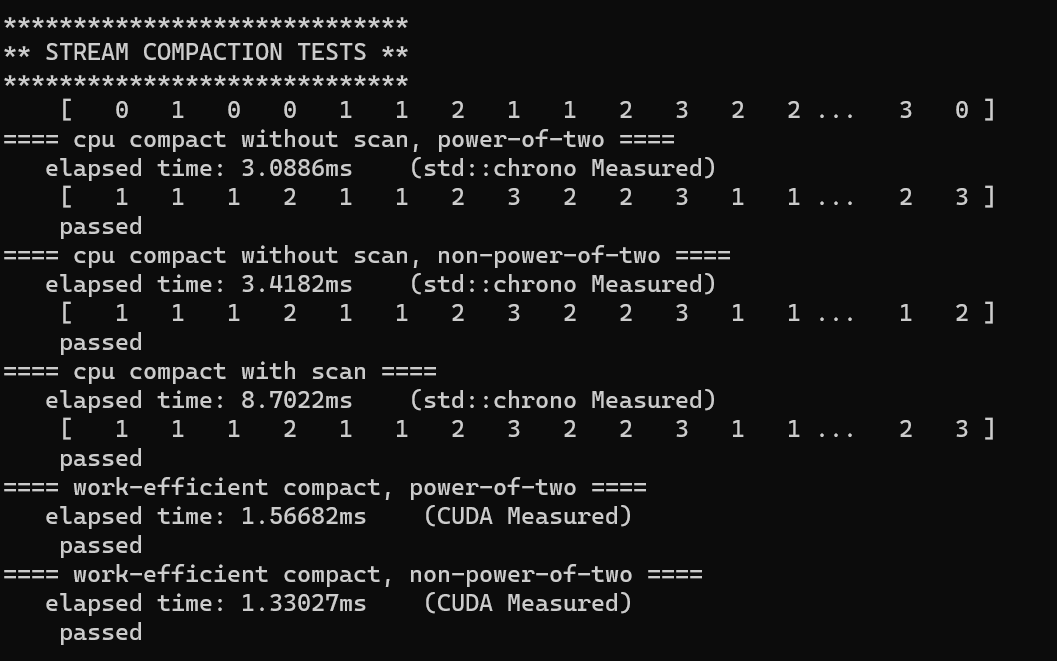 *****************************
** STREAM COMPACTION TESTS **
*****************************
    [   0   1   0   0   1   1   2   1   1   2   3   2   2 ...   3   0 ]
==== cpu compact without scan, power-of-two ====
   elapsed time: 3.0886ms    (std::chrono Measured)
    [   1   1   1   2   1   1   2   3   2   2   3   1   1 ...   2   3 ]
    passed
==== cpu compact without scan, non-power-of-two ====
   elapsed time: 3.4182ms    (std::chrono Measured)
    [   1   1   1   2   1   1   2   3   2   2   3   1   1 ...   1   2 ]
    passed
==== cpu compact with scan ====
   elapsed time: 8.7022ms    (std::chrono Measured)
    [   1   1   1   2   1   1   2   3   2   2   3   1   1 ...   2   3 ]
    passed
==== work-efficient compact, power-of-two ====
   elapsed time: 1.56682ms    (CUDA Measured)
    passed
==== work-efficient compact, non-power-of-two ====
   elapsed time: 1.33027ms    (CUDA Measured)
    passed